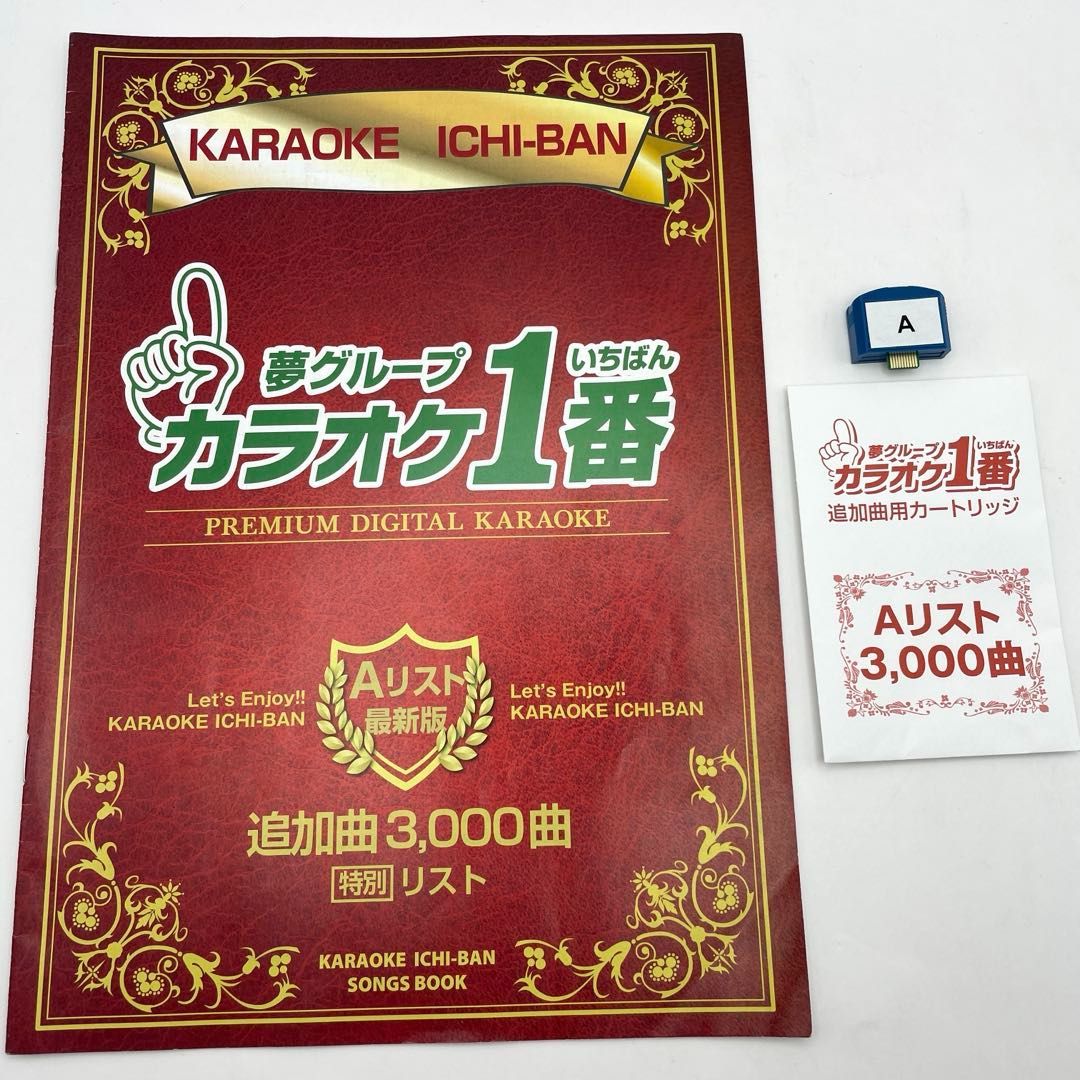 KARAOKE ICHI-BAN
夢グループ
いちばん
カラオケ1番
PREMIUM DIGITAL KARAOKE
Let's Enjoy!!
KARAOKE ICHI-BAN
Aリスト
最新版
Let's Enjoy!!
KARAOKE ICHI-BAN
追加曲3,000曲
特別 リスト
KARAOKE ICHI-BAN
SONGS BOOK
A
夢グループ
いちばん
カラオケ1番
追加曲用カートリッジ
Aリスト
3,000曲